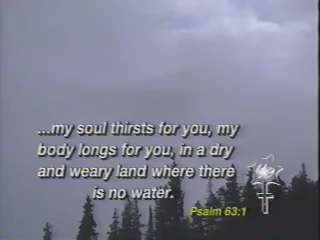 ...my soul thirsts for you, my
body longs for you, in a dry
and weary land where there
is no water.
Psalm 63:1